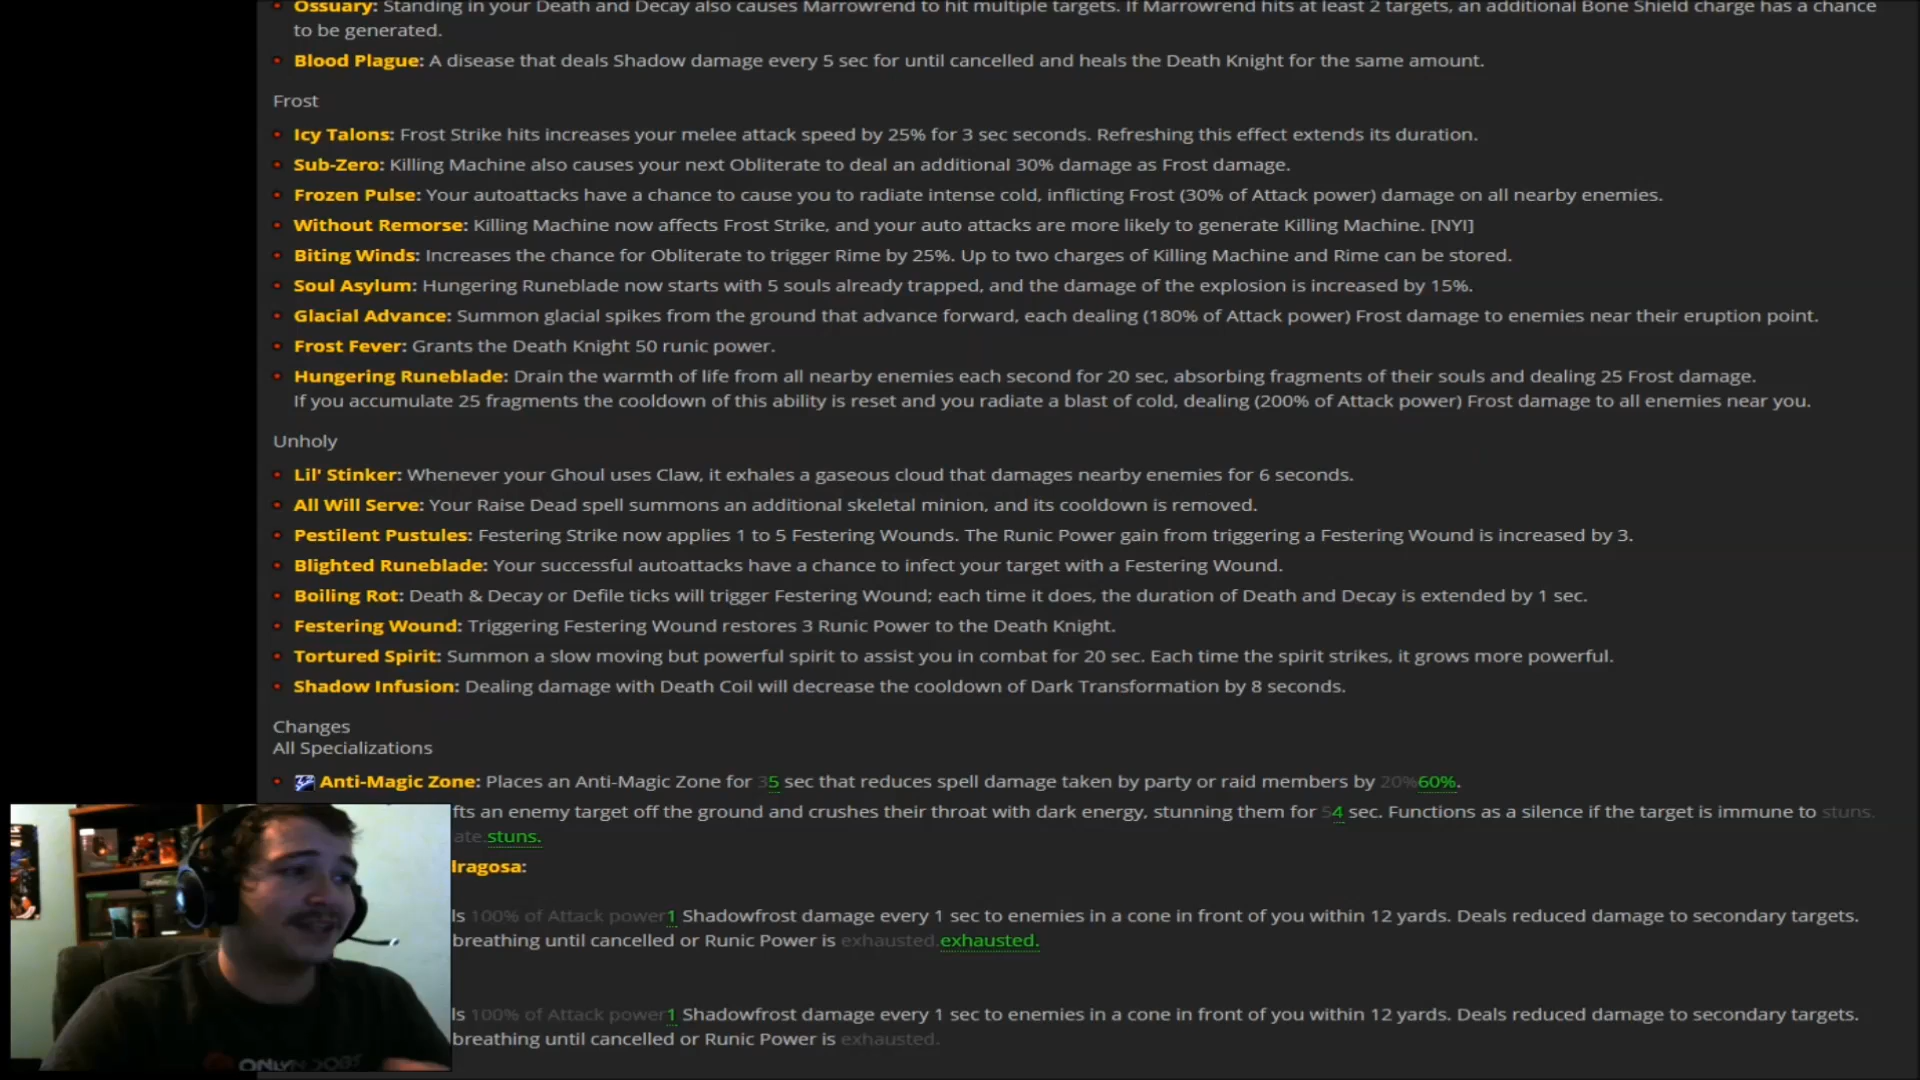 Ossuary: Standing in your Death and Decay also causes Marrowrend to hit multiple targets. If Marrowrend hits at least 2 targets, an additional Bone Shield charge has a chance
to be generated.
Blood Plague: A disease that deals Shadow damage every 5 sec for until cancelled and heals the Death Knight for the same amount.
Frost
Icy Talons: Frost Strike hits increases your melee attack speed by 25% for 3 sec seconds. Refreshing this effect extends its duration.
Sub-Zero: Killing Machine also causes your next Obliterate to deal an additional 30% damage as Frost damage.
Frozen Pulse: Your autoattacks have a chance to cause you to radiate intense cold, inflicting Frost (30% of Attack power) damage on all nearby enemies.
Without Remorse: Killing Machine now affects Frost Strike, and your auto attacks are more likely to generate Killing Machine. [NYI]
Biting Winds: Increases the chance for Obliterate to trigger Rime by 25%. Up to two charges of Killing Machine and Rime can be stored.
Soul Asylum: Hungering Runeblade now starts with 5 souls already trapped, and the damage of the explosion is increased by 15%.
Glacial Advance: Summon glacial spikes from the ground that advance forward, each dealing (180% of Attack power) Frost damage to enemies near their eruption point.
Frost Fever: Grants the Death Knight 50 runic power.
Hungering Runeblade: Drain the warmth of life from all nearby enemies each second for 20 sec, absorbing fragments of their souls and dealing 25 Frost damage.
If you accumulate 25 fragments the cooldown of this ability is reset and you radiate a blast of cold, dealing (200% of Attack power) Frost damage to all enemies near you.
Unholy
Lil' Stinker: Whenever your Ghoul uses Claw, it exhales a gaseous cloud that damages nearby enemies for 6 seconds.
All Will Serve: Your Raise Dead spell summons an additional skeletal minion, and its cooldown is removed.
Pestilent Pustules: Festering Strike now applies 1 to 5 Festering Wounds. The Runic Power gain from triggering a Festering Wound is increased by 3.
Blighted Runeblade: Your successful autoattacks have a chance to infect your target with a Festering Wound.
Boiling Rot: Death & Decay or Defile ticks will trigger Festering Wound; each time it does, the duration of Death and Decay is extended by 1 sec.
Festering Wound: Triggering Festering Wound restores 3 Runic Power to the Death Knight.
Tortured Spirit: Summon a slow moving but powerful spirit to assist you in combat for 20 sec. Each time the spirit strikes, it grows more powerful.
Shadow Infusion: Dealing damage with Death Coil will decrease the cooldown of Dark Transformation by 8 seconds.
Changes
All Specializations
Anti-Magic Zone: Places an Anti-Magic Zone for 35 sec that reduces spell damage taken by party or raid members by 20%60%.
fts an enemy target off the ground and crushes their throat with dark energy, stunning them for 54 sec. Functions as a silence if the target is immune to stuns.
ate.stuns.
dragosa:
ls 100% of Attack power1 Shadowfrost damage every 1 sec to enemies in a cone in front of you within 12 yards. Deals reduced damage to secondary targets.
breathing until cancelled or Runic Power is exhausted.exhausted.
ls 100% of Attack power1 Shadowfrost damage every 1 sec to enemies in a cone in front of you within 12 yards. Deals reduced damage to secondary targets.
breathing until cancelled or Runic Power is exhausted.